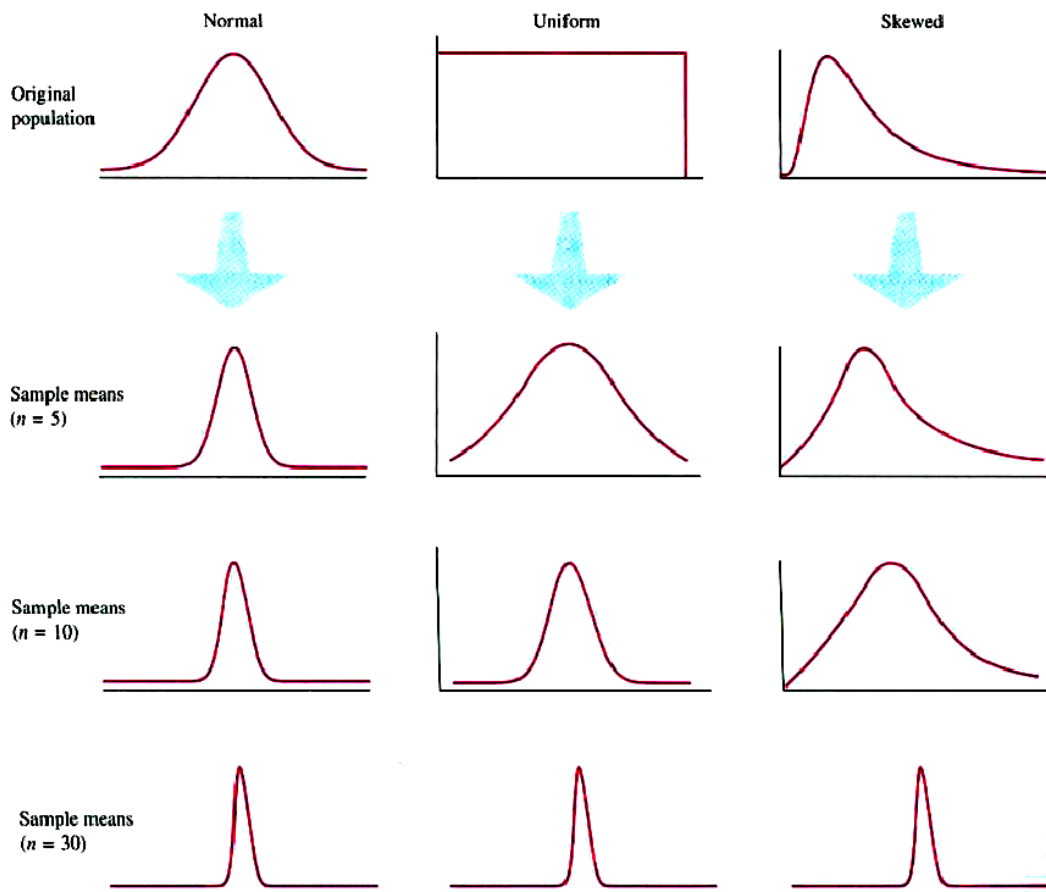 Normal
Uniform
Skewed
Original
population
Sample means
(n = 5)
Sample means
(n = 10)
Sample means
(n = 30)